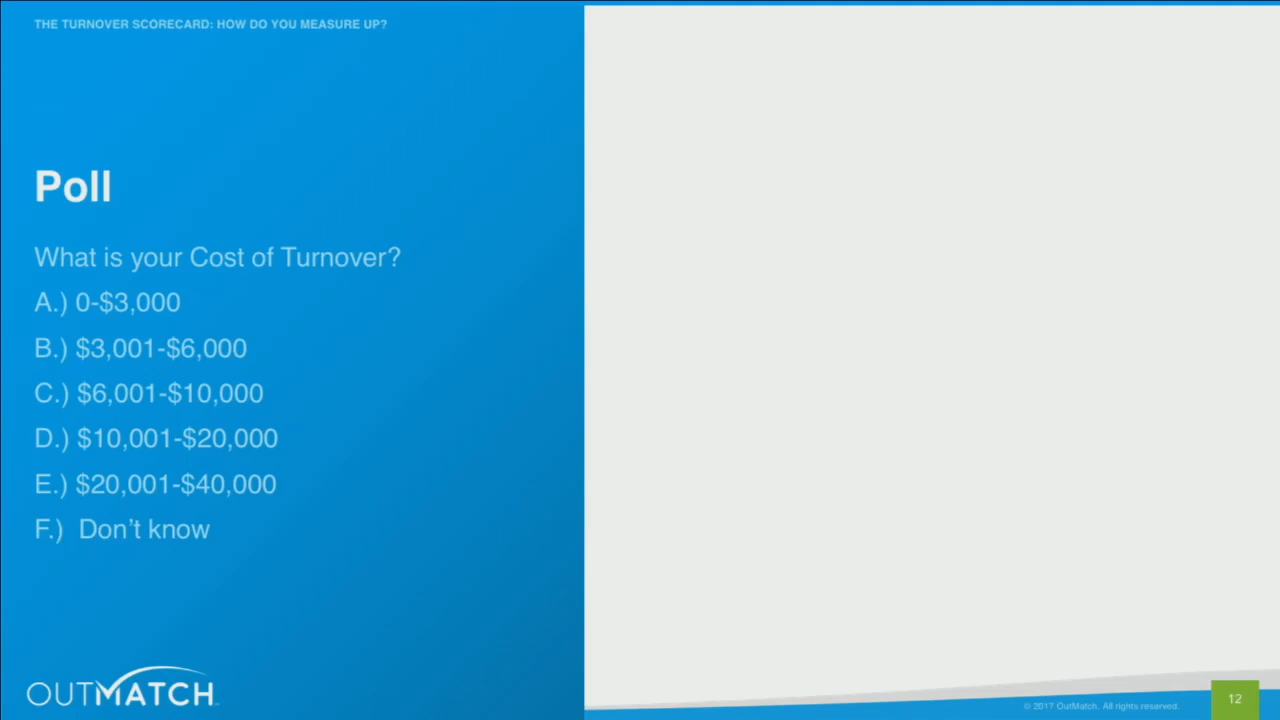 THE TURNOVER SCORECARD: HOW DO YOU MEASURE UP?
Poll
What is your Cost of Turnover?
A.) 0-$3,000
B.) $3,001-$6,000
C.) $6,001-$10,000
D.) $10,001-$20,000
E.) $20,001-$40,000
F.) Don't know
OUTMATCH
© 2017 OutMatch. All rights reserved.
12